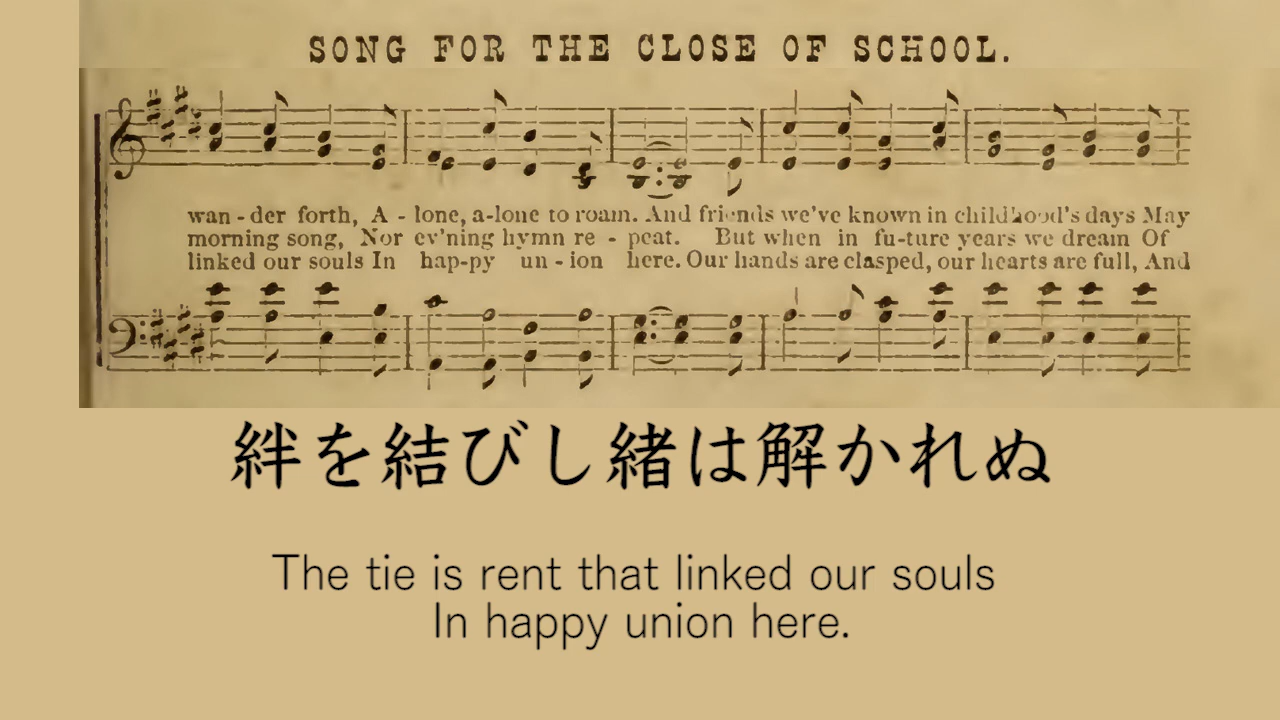 SONG FOR THE CLOSE OF SCHOOL.
wan - der forth, A - lone, a-lone to roam. And friends we've known in childhood's days May
morning song, Nor ev'ning hymn re - peat. But when in fu-ture years we dream Of
linked our souls In hap-py un - ion here. Our hands are clasped, our hearts are full, And
絆を結びし緒は解かれぬ
The tie is rent that linked our souls
In happy union here.